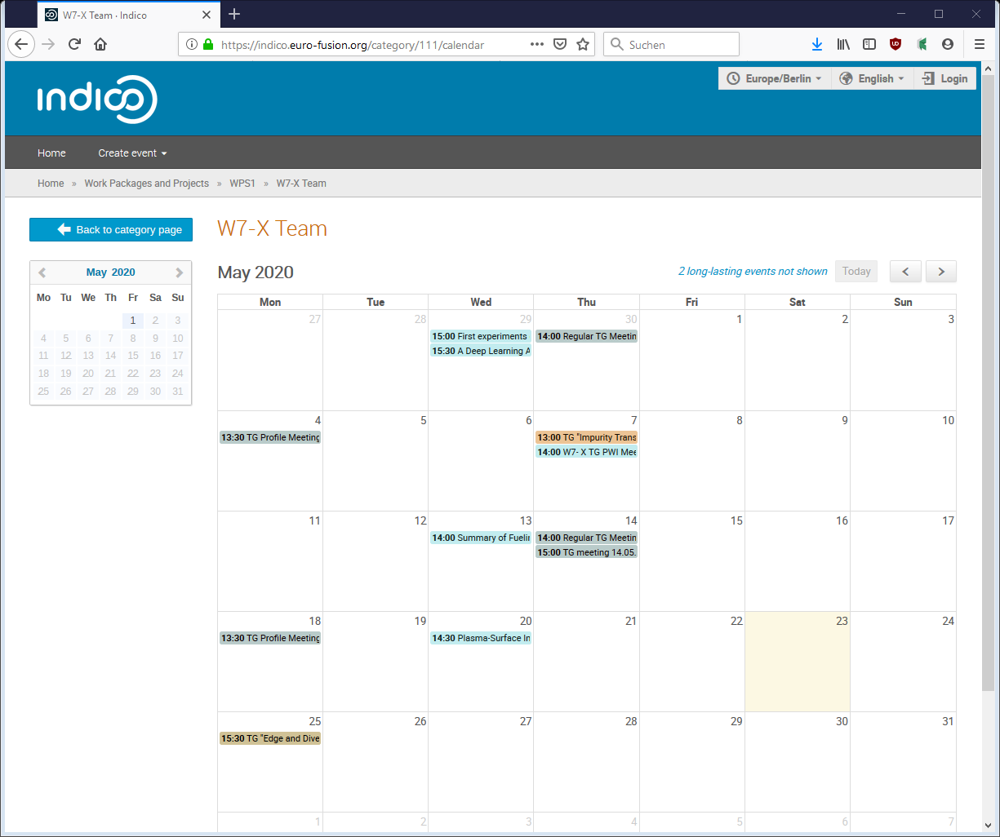 W7-X Team · Indico
https://indico.euro-fusion.org/category/111/calendar
Suchen
indico
Europe/Berlin
English
Login
Home
Create event
Home » Work Packages and Projects » WPS1 » W7-X Team
Back to category page
W7-X Team
May 2020
Mo Tu We Th Fr Sa Su
1 2 3
4 5 6 7 8 9 10
11 12 13 14 15 16 17
18 19 20 21 22 23 24
25 26 27 28 29 30 31
May 2020
2 long-lasting events not shown
Today
Mon Tue Wed Thu Fri Sat Sun
27 28 29 30 1 2 3
15:00 First experiments
14:00 Regular TG Meetin
15:30 A Deep Learning A
4 5 6 7 8 9 10
13:30 TG Profile Meeting
13:00 TG "Impurity Trans
14:00 W7- X TG PWI Mee
11 12 13 14 15 16 17
14:00 Summary of Fuelin
14:00 Regular TG Meetin
15:00 TG meeting 14.05.
18 19 20 21 22 23 24
13:30 TG Profile Meeting
14:30 Plasma-Surface In
25 26 27 28 29 30 31
15:30 TG "Edge and Dive
1 2 3 4 5 6 7